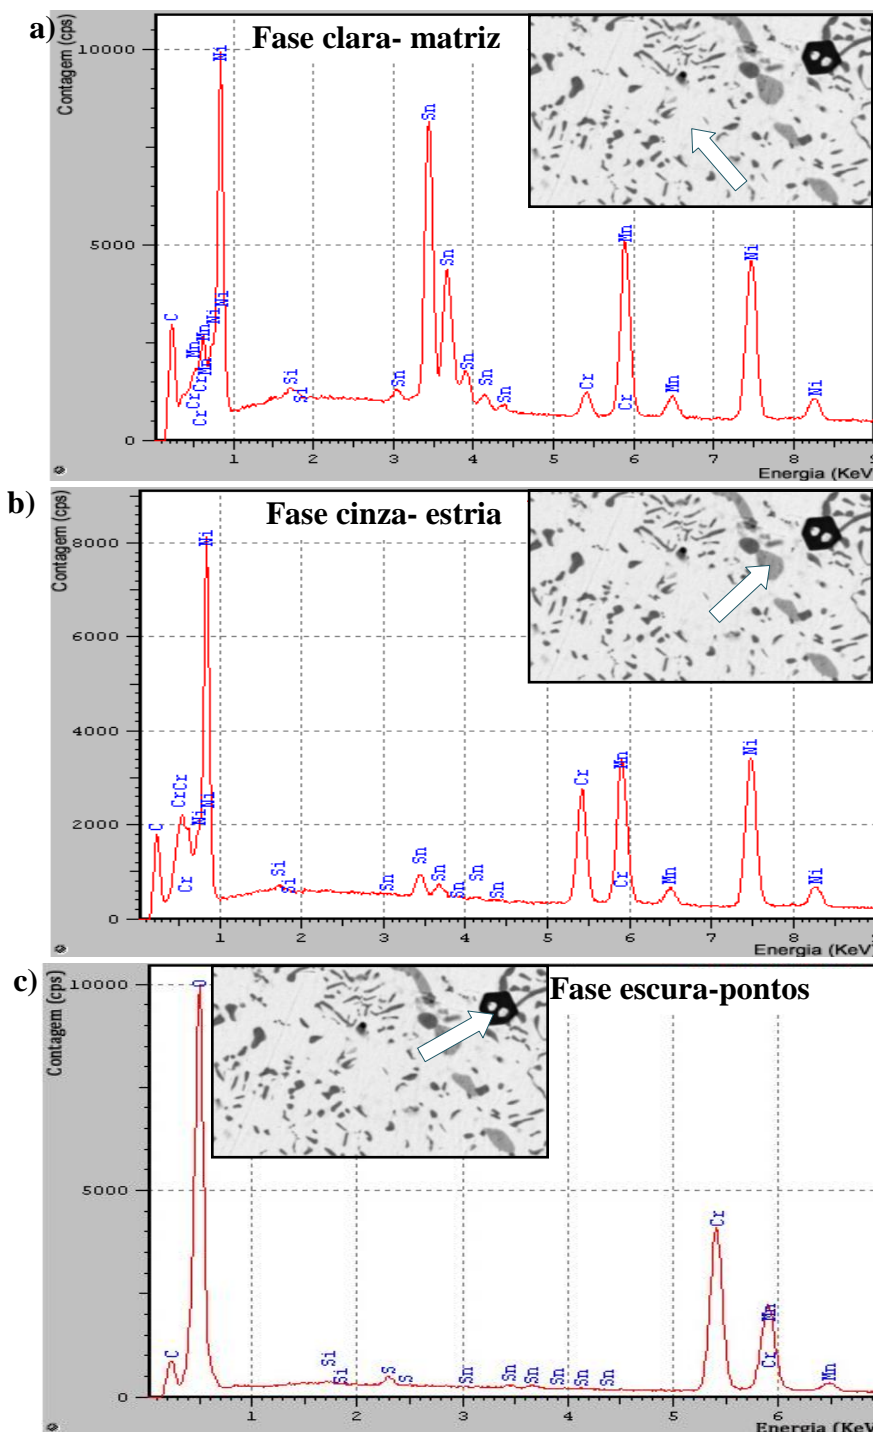 a)
Fase clara- matriz
Contagem (cps)
10000
5000
0
C
Cr
Cr
Cr
Mn
Mn
Mn
Ni
Ni
Ni
Si
Si
Sn
Sn
Sn
Sn
Sn
Sn
Cr
Mn
Cr
Mn
Ni
Ni
1 2 3 4 5 6 7 8 9
Energia (KeV)
b)
Fase cinza- estria
Contagem (cps)
8000
6000
4000
2000
0
C
CrCr
Cr
Ni
Ni
Ni
Si
Si
Sn
Sn
Sn
Sn
Sn
Sn
Cr
Mn
Cr
Mn
Ni
Ni
1 2 3 4 5 6 7 8
Energia (KeV)
c)
Fase escura-pontos
Contagem (cps)
10000
5000
0
C
O
Si
Si
S
S
Sn
Sn
Sn
Sn
Sn
Sn
Cr
Mn
Cr
Mn
1 2 3 4 5 6
Energia (KeV)